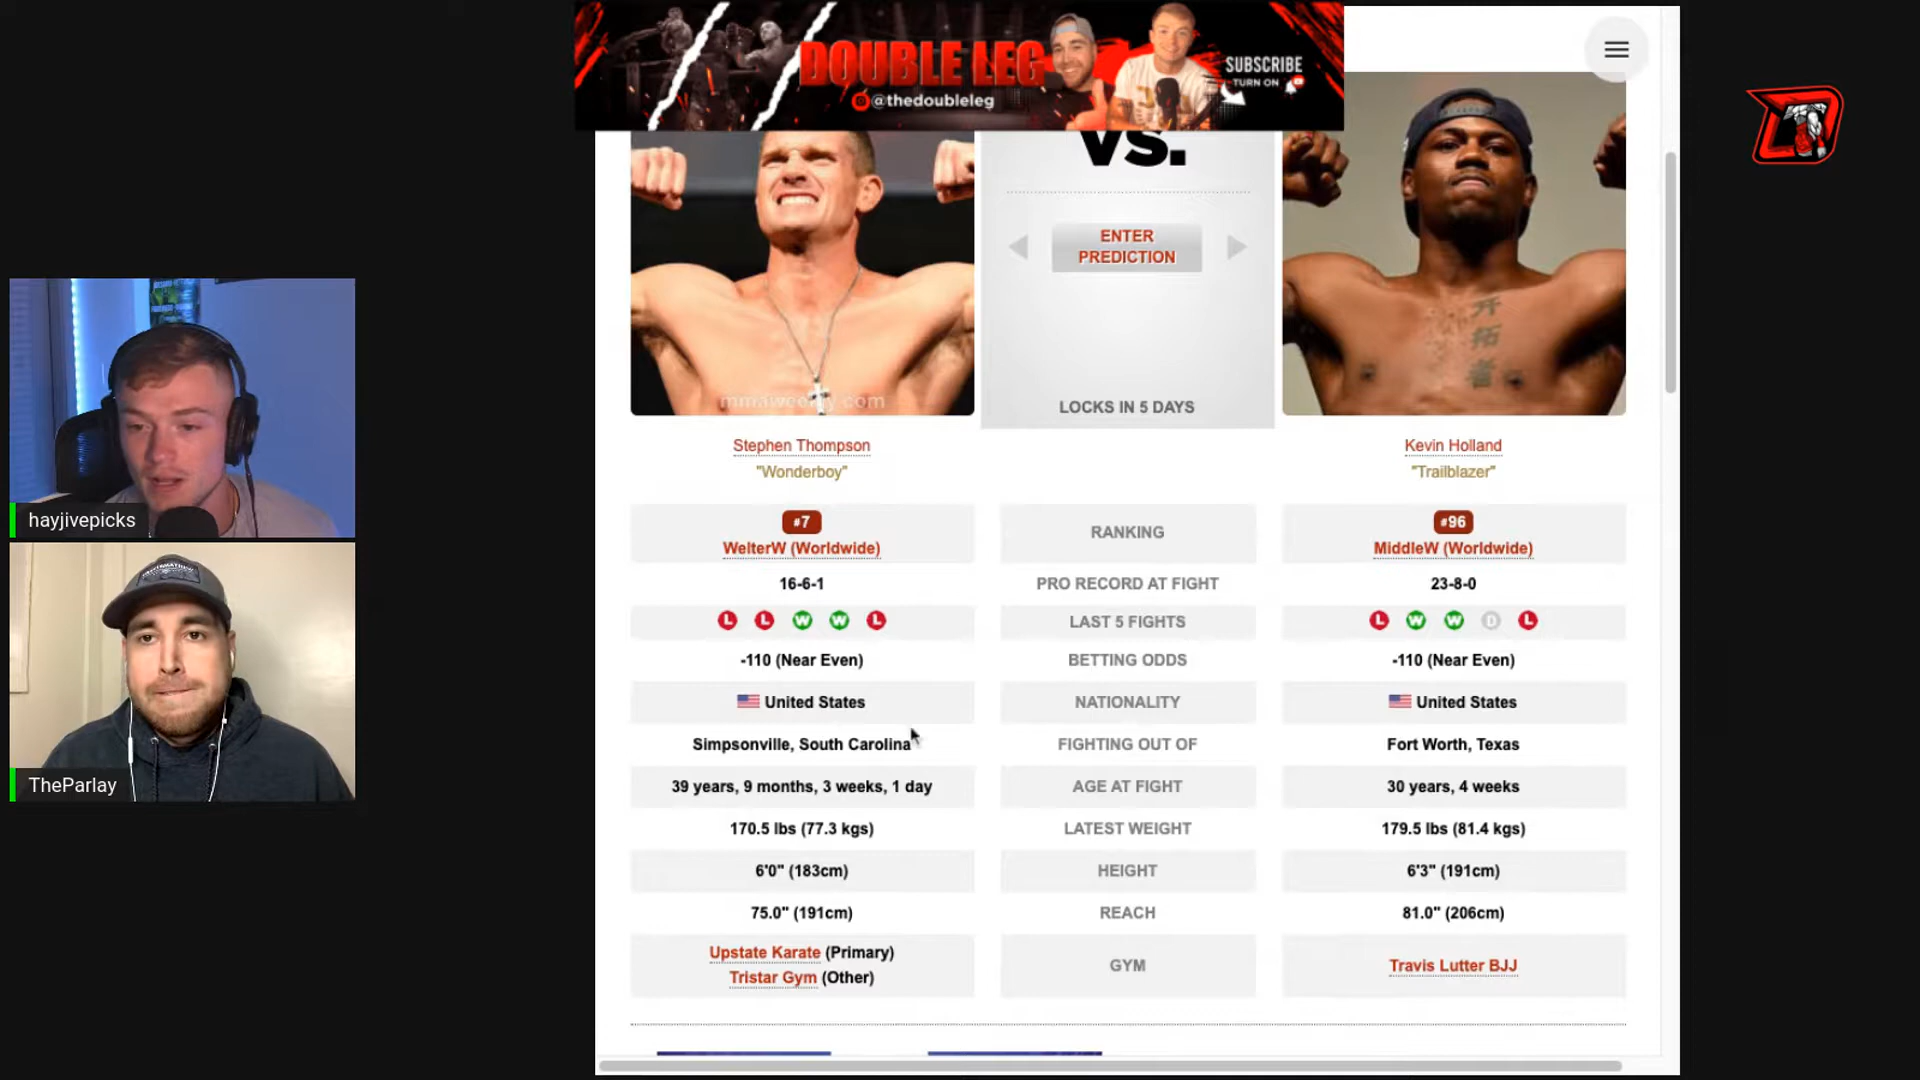 DOUBLE LEG
@thedoubleleg
SUBSCRIBE
TURN ON
VS.
ENTER
PREDICTION
LOCKS IN 5 DAYS
开
拓
者
Stephen Thompson
"Wonderboy"
Kevin Holland
"Trailblazer"
#7
WelterW (Worldwide)
RANKING
#96
MiddleW (Worldwide)
16-6-1
PRO RECORD AT FIGHT
23-8-0
L L W W L
LAST 5 FIGHTS
L W W D L
-110 (Near Even)
BETTING ODDS
-110 (Near Even)
United States
NATIONALITY
United States
Simpsonville, South Carolina
FIGHTING OUT OF
Fort Worth, Texas
39 years, 9 months, 3 weeks, 1 day
AGE AT FIGHT
30 years, 4 weeks
170.5 lbs (77.3 kgs)
LATEST WEIGHT
179.5 lbs (81.4 kgs)
6'0" (183cm)
HEIGHT
6'3" (191cm)
75.0" (191cm)
REACH
81.0" (206cm)
Upstate Karate (Primary)
Tristar Gym (Other)
GYM
Travis Lutter BJJ
hayjivepicks
TheParlay